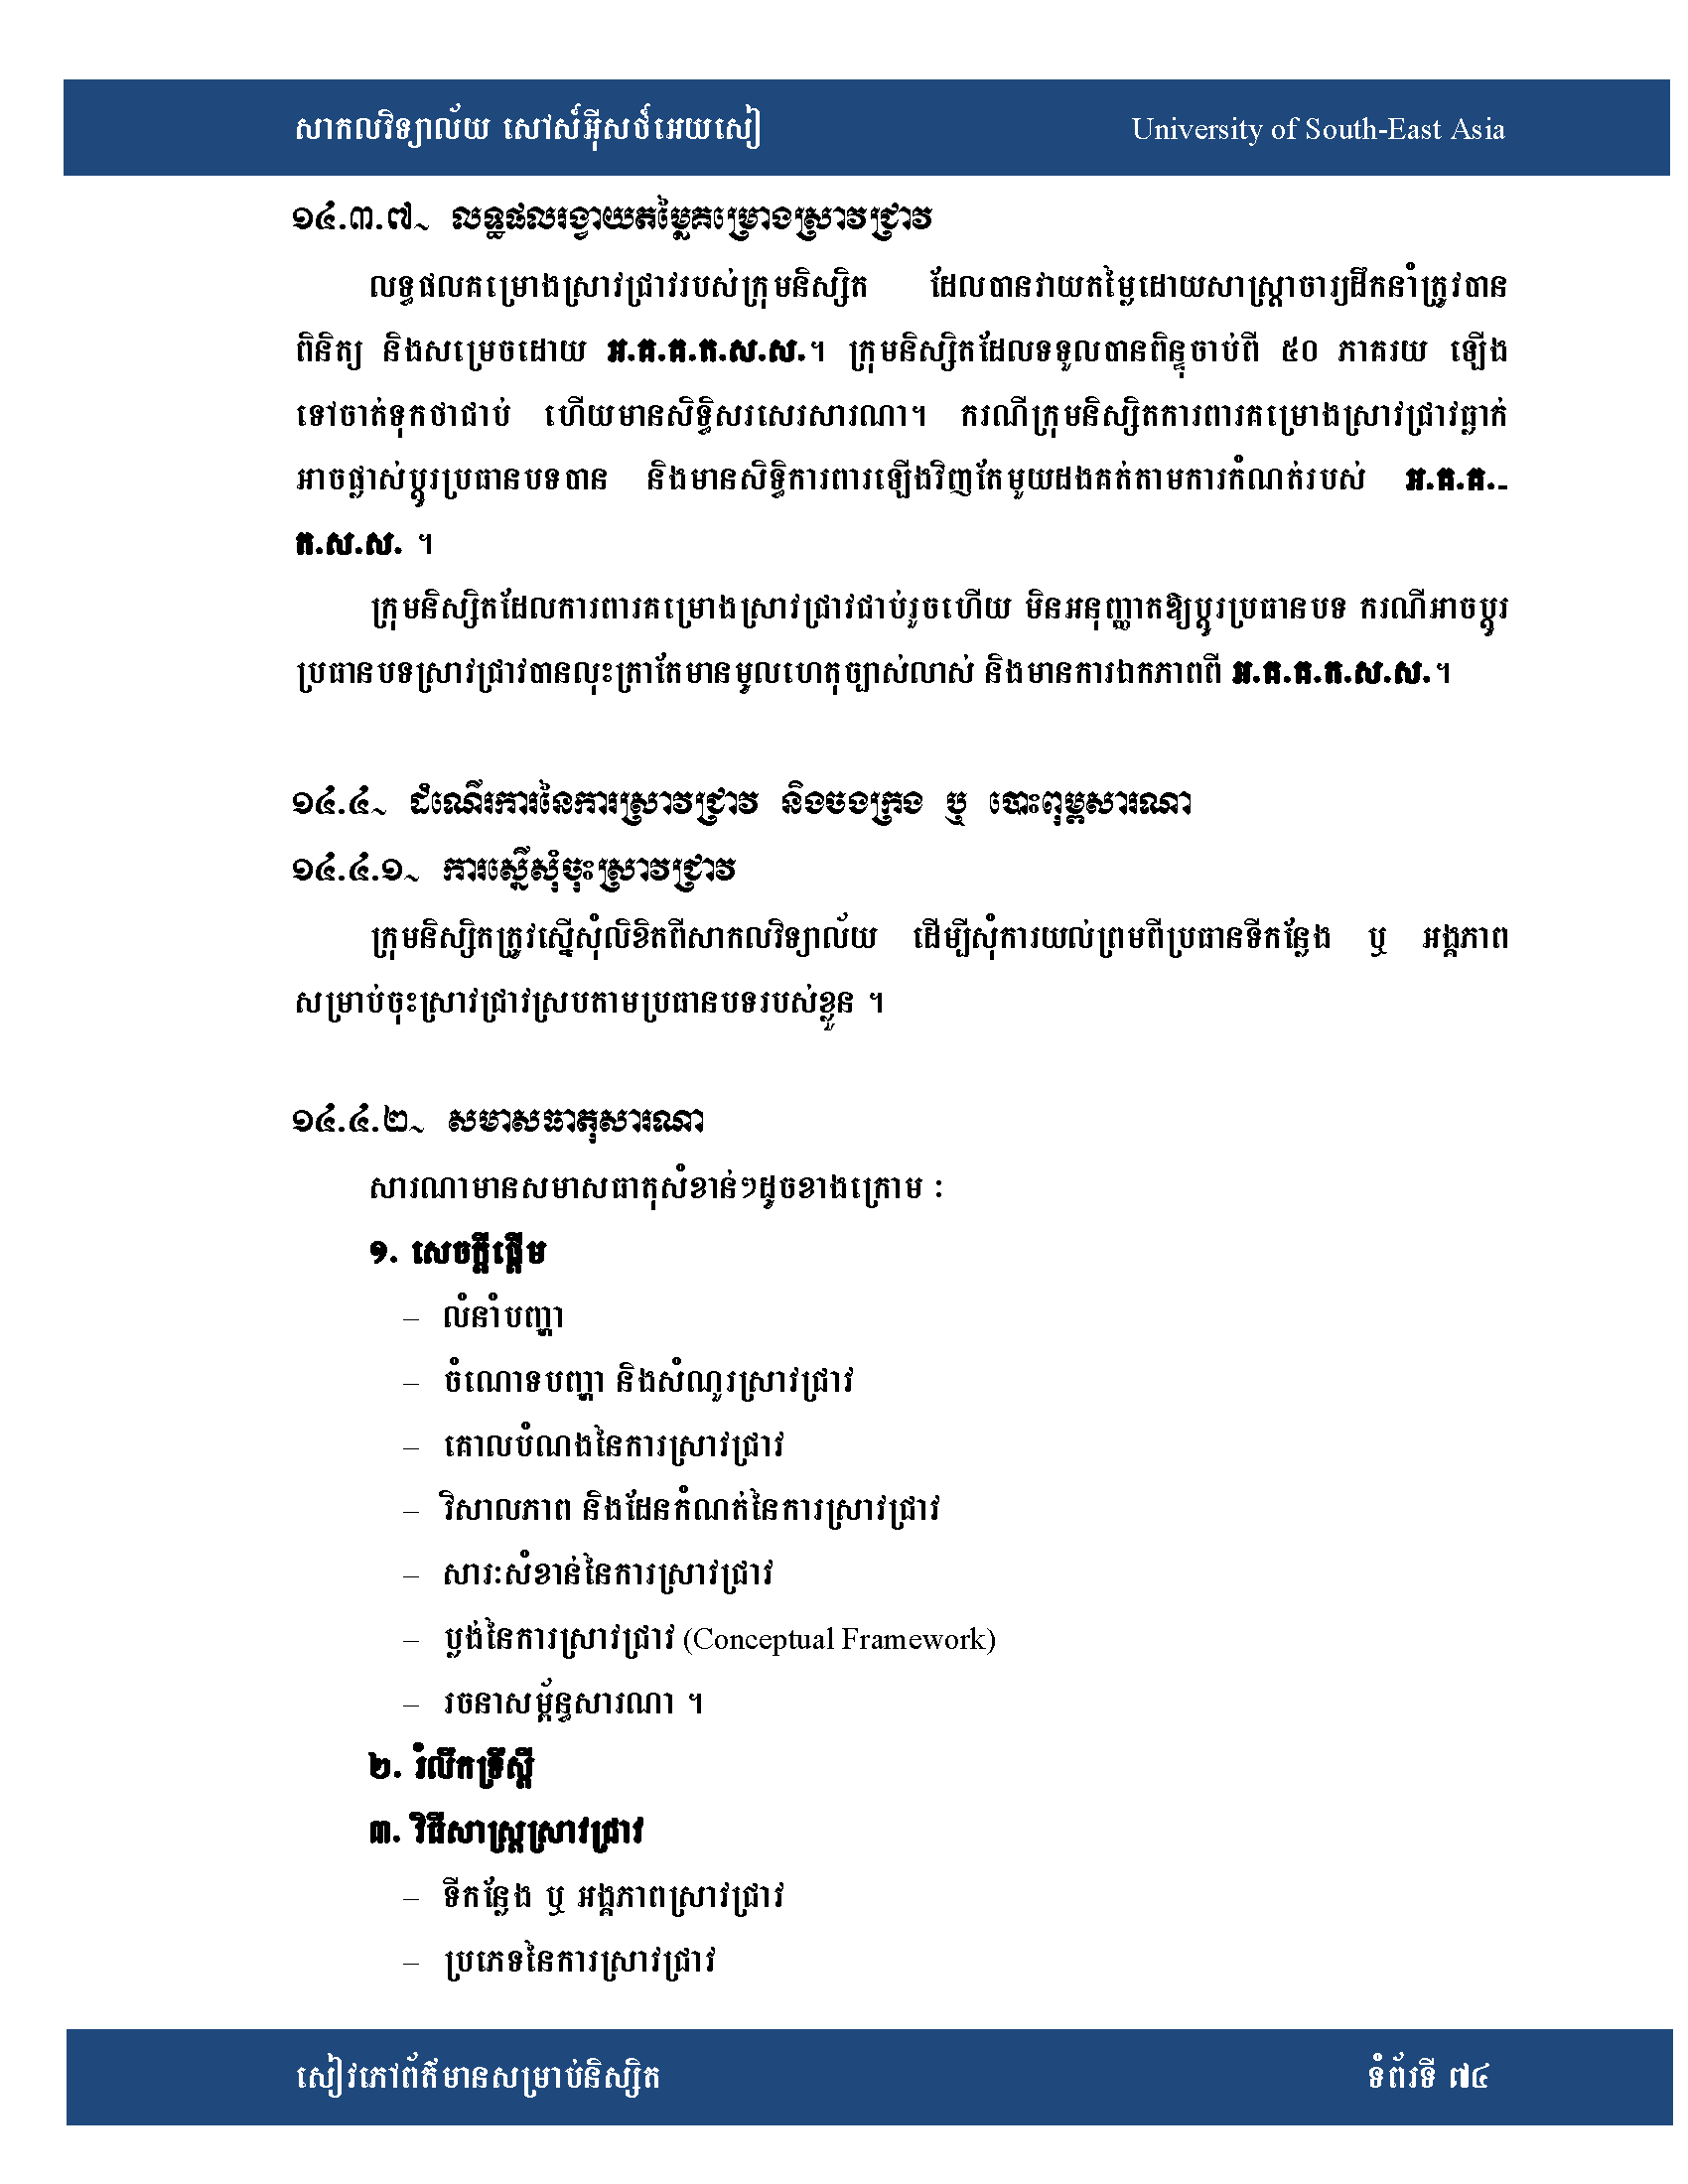 សាកលវិទ្យាល័យ សៅស៍អ៊ីសថ៍អេយសៀ University of South-East Asia
១៤.៣.៧~ លទ្ធផលរង្វាយតម្លៃគម្រោងស្រាវជ្រាវ
លទ្ធផលគម្រោងស្រាវជ្រាវរបស់ក្រុមនិស្សិត ដែលបានវាយតម្លៃដោយសាស្ត្រាចារ្យដឹកនាំត្រូវបាន
ពិនិត្យ និងសម្រេចដោយ អ.គ.គ.ក.ស.ស.។ ក្រុមនិស្សិតដែលទទួលបានពិន្ទុចាប់ពី ៥០ ភាគរយ ឡើង
ទៅចាត់ទុកថាជាប់ ហើយមានសិទ្ធិសរសេរសារណា។ ករណីក្រុមនិស្សិតការពារគម្រោងស្រាវជ្រាវធ្លាក់
អាចផ្លាស់ប្តូរប្រធានបទបាន និងមានសិទ្ធិការពារឡើងវិញតែមួយដងគត់តាមការកំណត់របស់ អ.គ.គ.-
ក.ស.ស. ។
ក្រុមនិស្សិតដែលការពារគម្រោងស្រាវជ្រាវជាប់រួចហើយ មិនអនុញ្ញាតឱ្យប្តូរប្រធានបទ ករណីអាចប្តូរ
ប្រធានបទស្រាវជ្រាវបានលុះត្រាតែមានមូលហេតុច្បាស់លាស់ និងមានការឯកភាពពី អ.គ.គ.ក.ស.ស.។
១៤.៤~ ដំណើរការនៃការស្រាវជ្រាវ និងចងក្រង ឬ បោះពុម្ពសារណា
១៤.៤.១~ ការស្នើសុំចុះស្រាវជ្រាវ
ក្រុមនិស្សិតត្រូវស្នើសុំលិខិតពីសាកលវិទ្យាល័យ ដើម្បីសុំការយល់ព្រមពីប្រធានទីកន្លែង ឬ អង្គភាព
សម្រាប់ចុះស្រាវជ្រាវស្របតាមប្រធានបទរបស់ខ្លួន ។
១៤.៤.២~ សមាសធាតុសារណា
សារណាមានសមាសធាតុសំខាន់ៗដូចខាងក្រោម ៈ
១. សេចក្តីផ្តើម
– លំនាំបញ្ហា
– ចំណោទបញ្ហា និងសំណួរស្រាវជ្រាវ
– គោលបំណងនៃការស្រាវជ្រាវ
– វិសាលភាព និងដែនកំណត់នៃការស្រាវជ្រាវ
– សារៈសំខាន់នៃការស្រាវជ្រាវ
– ប្លង់នៃការស្រាវជ្រាវ (Conceptual Framework)
– រចនាសម្ព័ន្ធសារណា ។
២. រំលឹកទ្រឹស្តី
៣. វិធីសាស្ត្រស្រាវជ្រាវ
– ទីកន្លែង ឬ អង្គភាពស្រាវជ្រាវ
– ប្រភេទនៃការស្រាវជ្រាវ
សៀវភៅព័ត៌មានសម្រាប់និស្សិត ទំព័រទី ៧៤